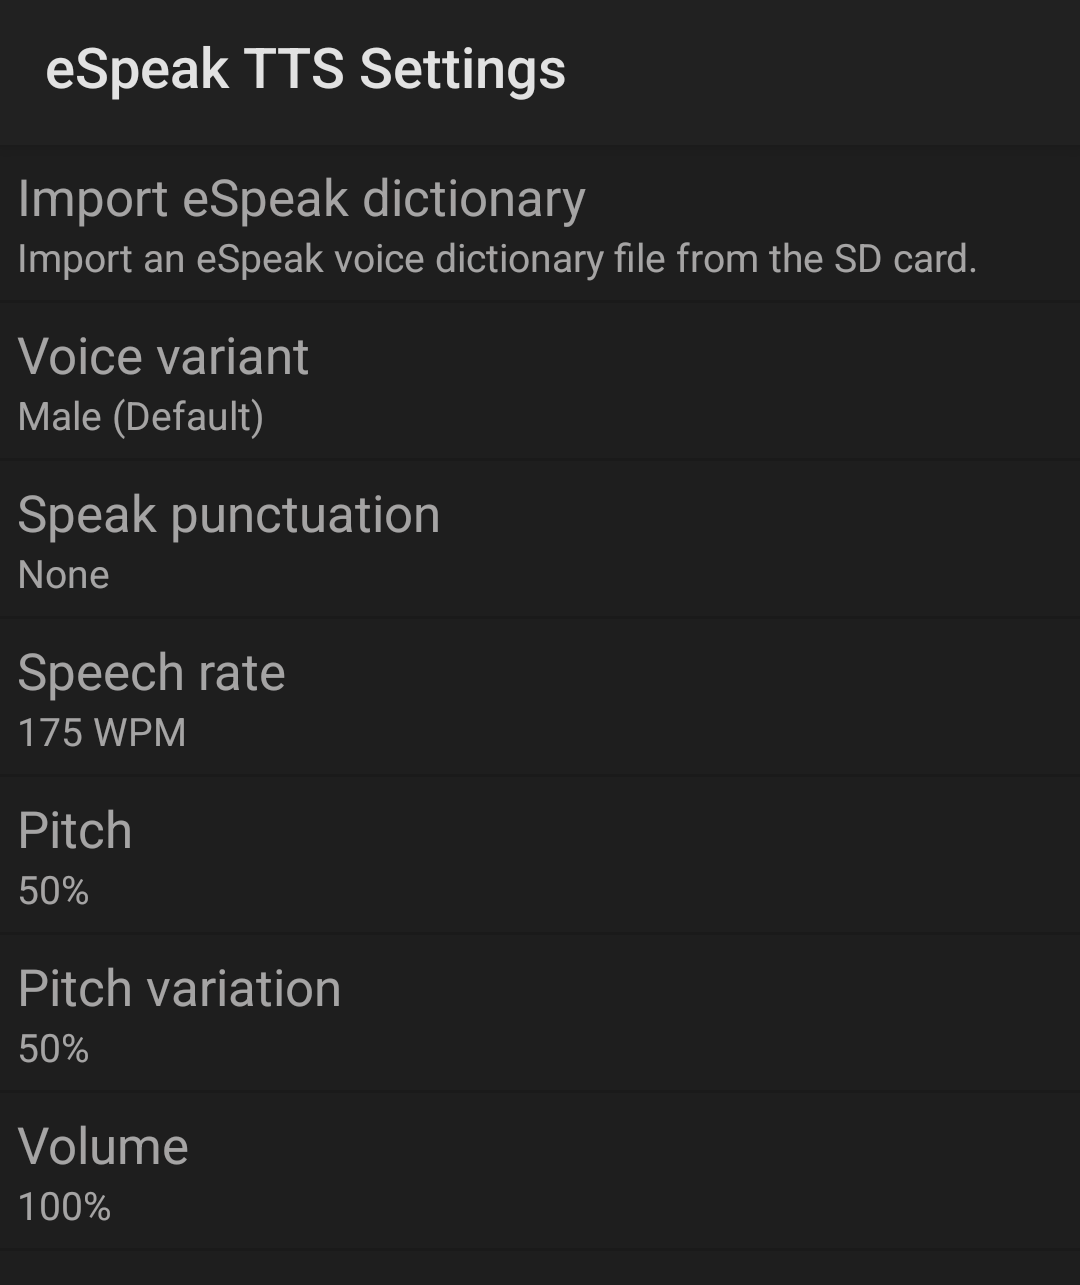 eSpeak TTS Settings
Import eSpeak dictionary
Import an eSpeak voice dictionary file from the SD card.
Voice variant
Male (Default)
Speak punctuation
None
Speech rate
175 WPM
Pitch
50%
Pitch variation
50%
Volume
100%